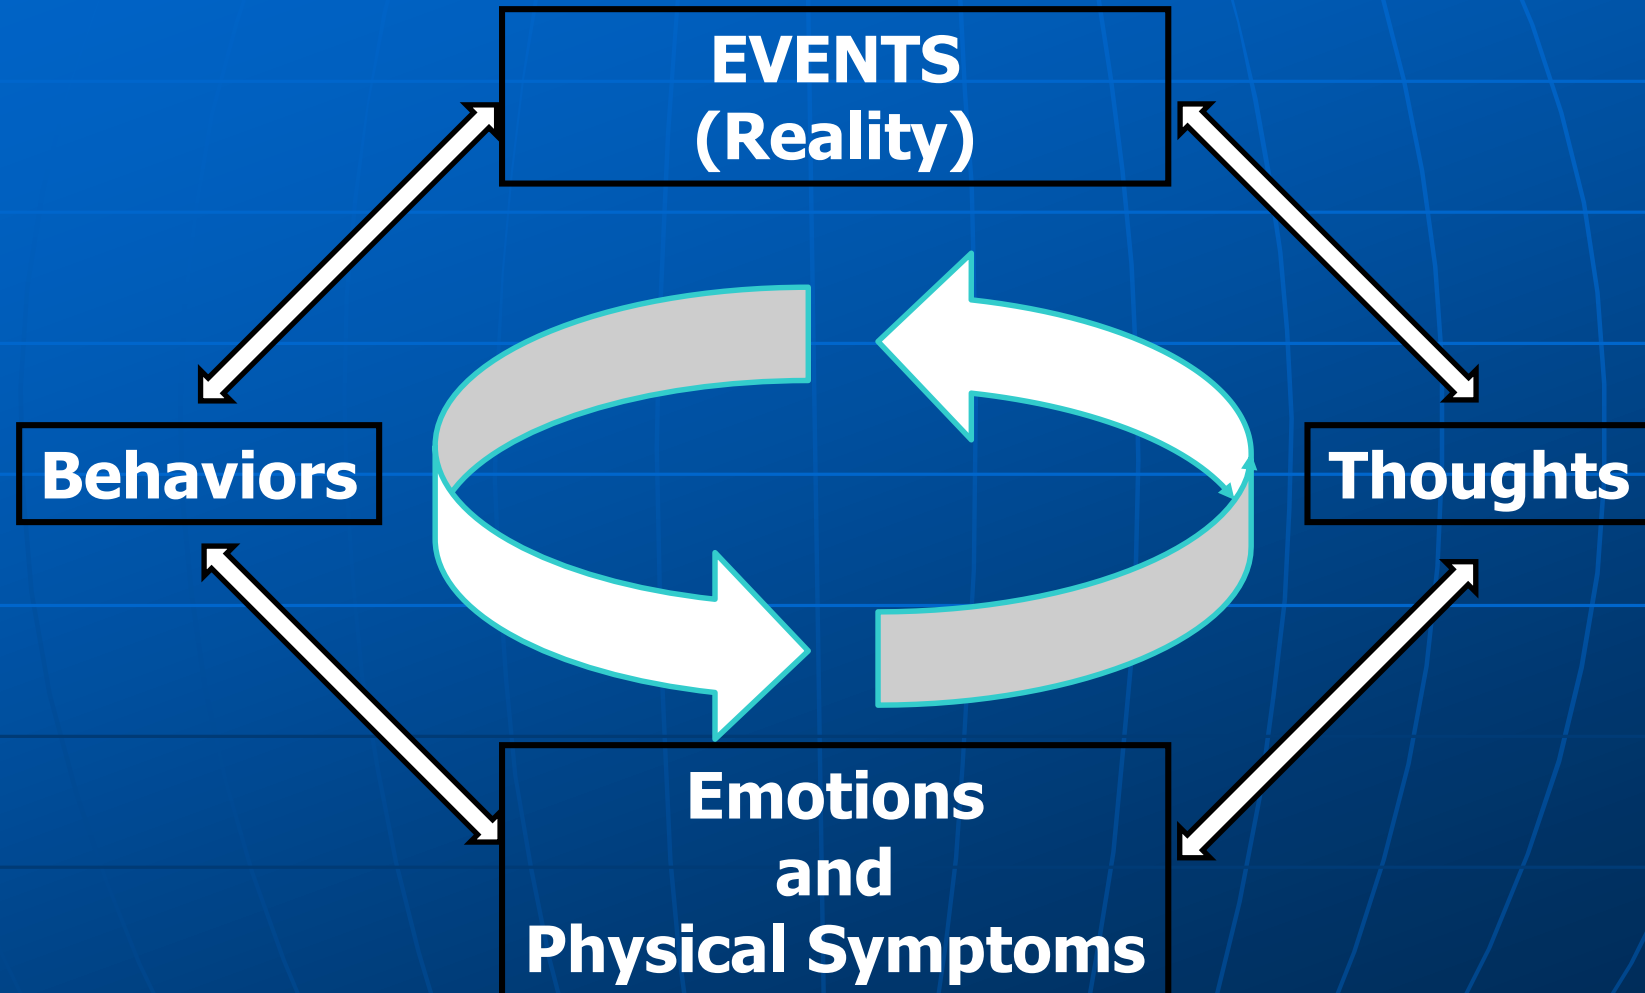 EVENTS
(Reality)
Behaviors
Thoughts
Emotions
and
Physical Symptoms